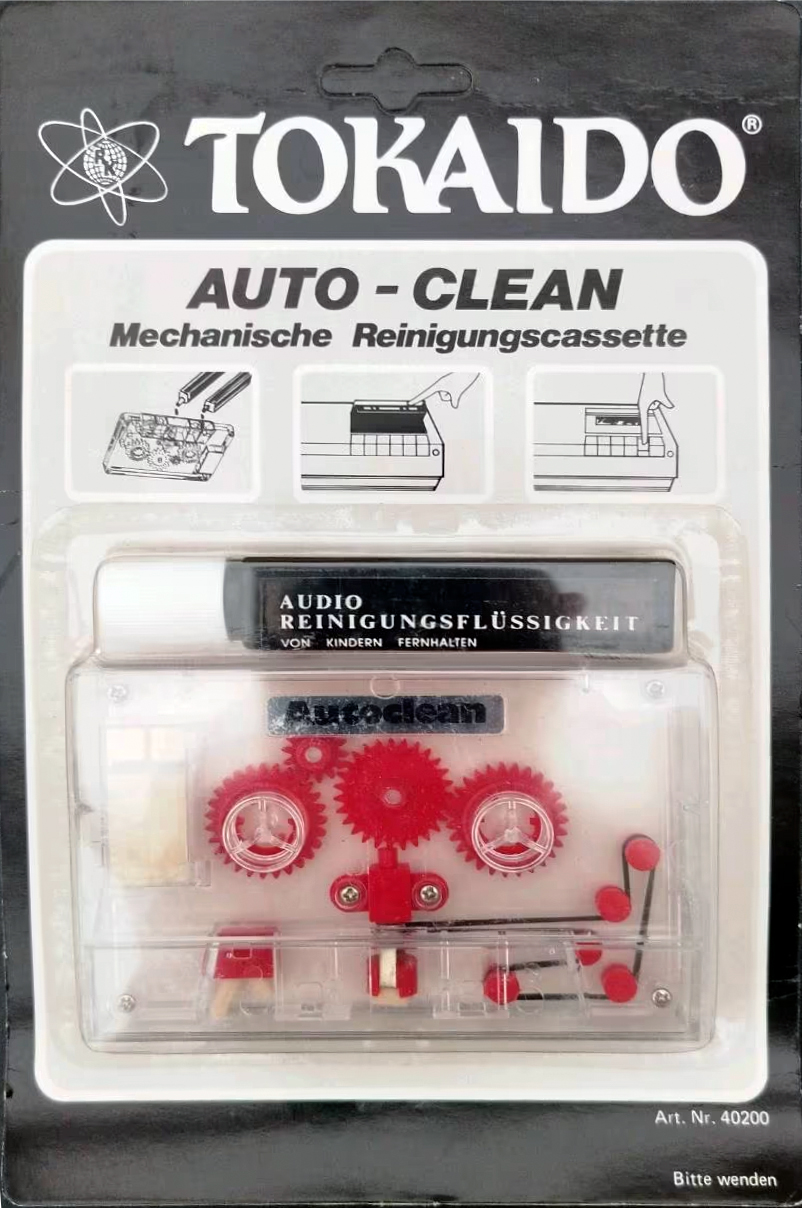 TOKAIDO®
AUTO - CLEAN
Mechanische Reinigungscassette
AUDIO
REINIGUNGSFLÜSSIGKEIT
VON KINDERN FERNHALTEN
Autoclean
Art. Nr. 40200
Bitte wenden